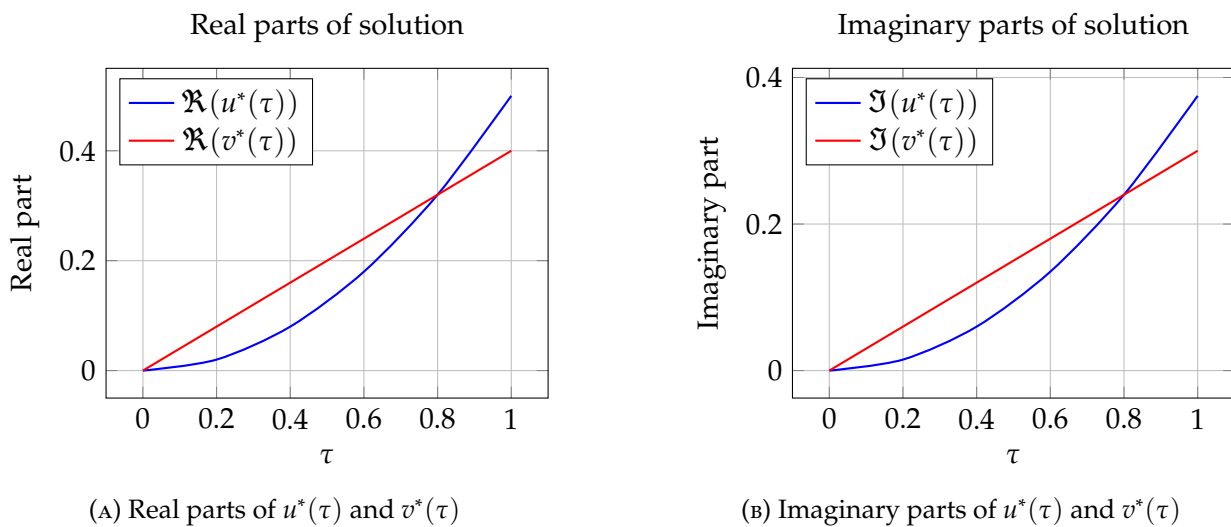 Real parts of solution
ℜ(u*(τ))
ℜ(v*(τ))
Real part
0.4
0.2
0
0 0.2 0.4 0.6 0.8 1
τ
(A) Real parts of u*(τ) and v*(τ)
Imaginary parts of solution
ℑ(u*(τ))
ℑ(v*(τ))
Imaginary part
0.4
0.2
0
0 0.2 0.4 0.6 0.8 1
τ
(B) Imaginary parts of u*(τ) and v*(τ)